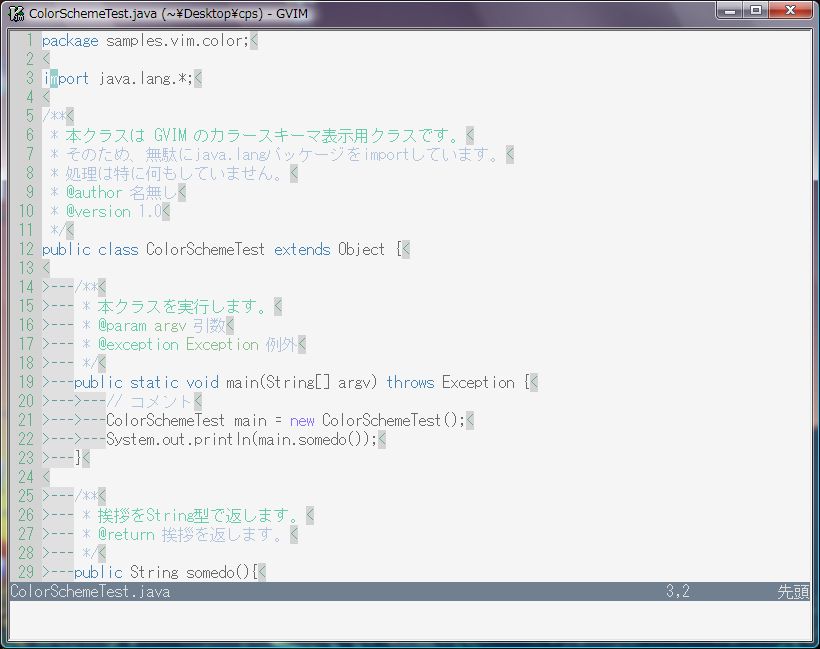 ColorSchemeTest.java (~¥Desktop¥cps) - GVIM
1 package samples.vim.color;<
2 <
3 import java.lang.*;<
4 <
5 /**<
6  * 本クラスは GVIM のカラースキーマ表示用クラスです。<
7  * そのため、無駄にjava.langパッケージをimportしています。<
8  * 処理は特に何もしていません。<
9  * @author 名無し<
10  * @version 1.0<
11  */<
12 public class ColorSchemeTest extends Object {<
13 <
14 >---/**<
15 >--- * 本クラスを実行します。<
16 >--- * @param argv 引数<
17 >--- * @exception Exception 例外<
18 >--- */<
19 >---public static void main(String[] argv) throws Exception {<
20 >--->---// コメント<
21 >--->---ColorSchemeTest main = new ColorSchemeTest();<
22 >--->---System.out.println(main.somedo());<
23 >---}<
24 <
25 >---/**<
26 >--- * 挨拶をString型で返します。<
27 >--- * @return 挨拶を返します。<
28 >--- */<
29 >---public String somedo(){<
ColorSchemeTest.java 3,2 先頭